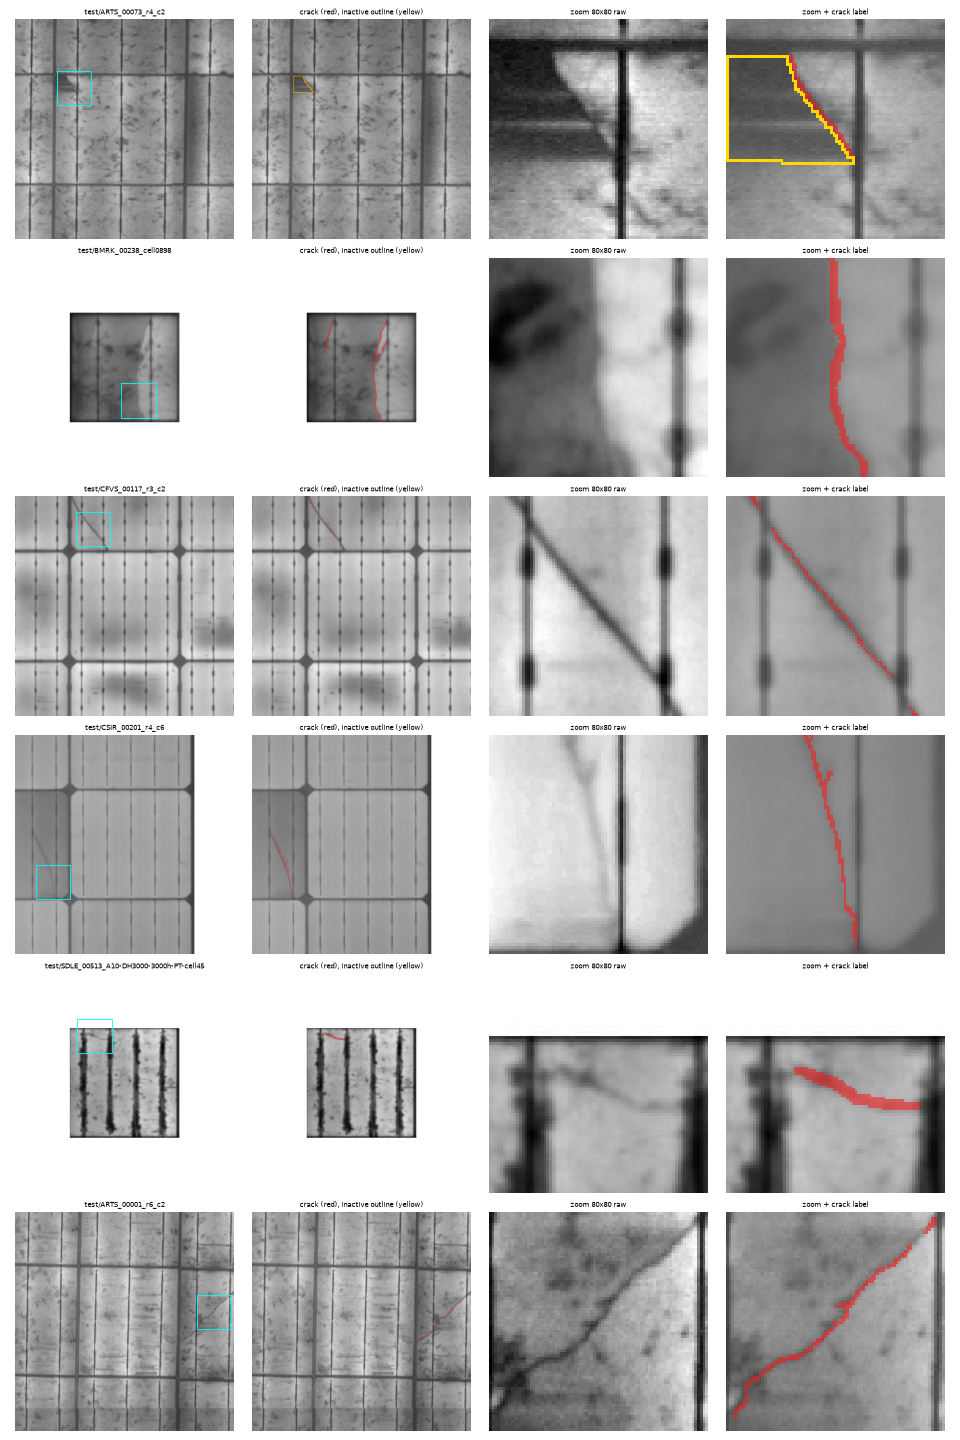 test/ARTS_00073_r4_c2 crack (red), inactive outline (yellow) zoom 80x80 raw zoom + crack label
test/BMRK_00238_cell0898 crack (red), inactive outline (yellow) zoom 80x80 raw zoom + crack label
test/CFVS_00117_r3_c2 crack (red), inactive outline (yellow) zoom 80x80 raw zoom + crack label
test/CSIR_00201_r4_c6 crack (red), inactive outline (yellow) zoom 80x80 raw zoom + crack label
test/SDLE_00513_A10-DH3000-3000h-PT-cell45 crack (red), inactive outline (yellow) zoom 80x80 raw zoom + crack label
test/ARTS_00001_r6_c2 crack (red), inactive outline (yellow) zoom 80x80 raw zoom + crack label